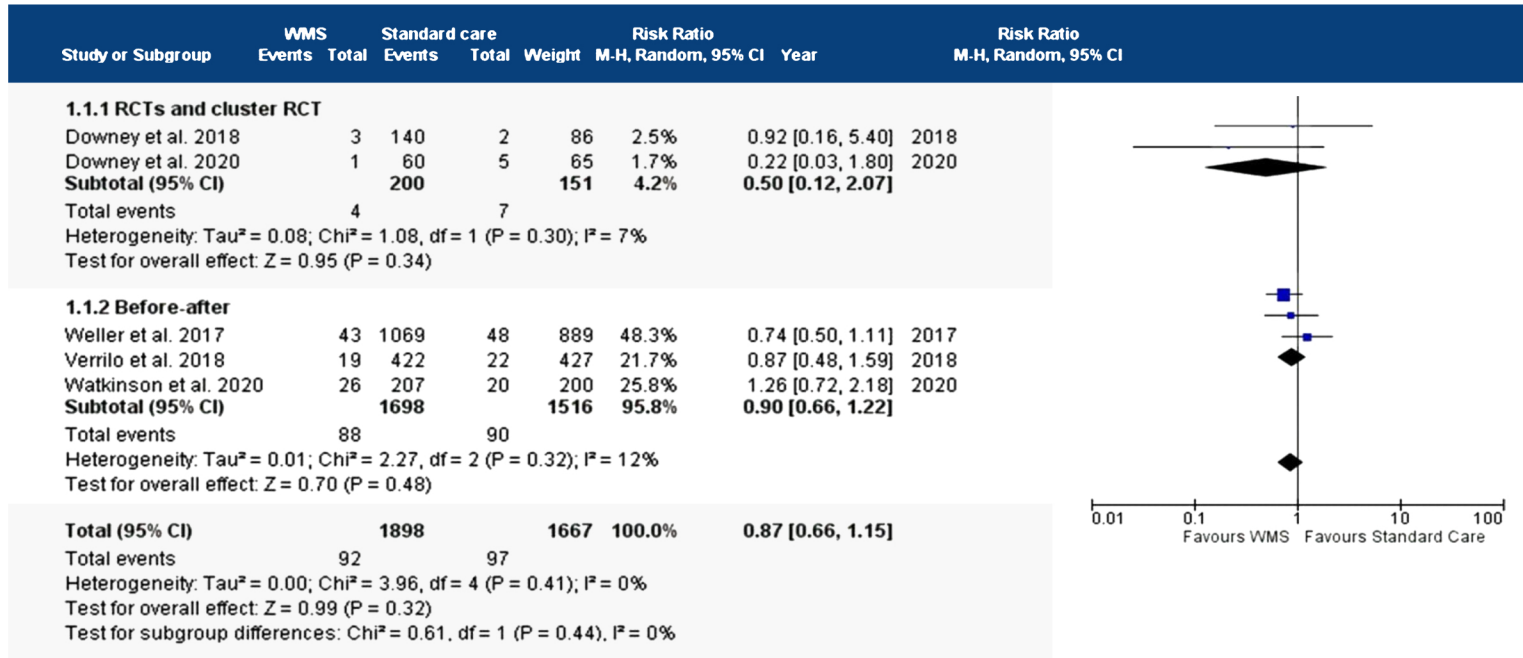 WMS Standard care Risk Ratio Risk Ratio
Study or Subgroup Events Total Events Total Weight M-H, Random, 95% CI Year M-H, Random, 95% CI
1.1.1 RCTs and cluster RCT
Downey et al. 2018 3 140 2 86 2.5% 0.92 [0.16, 5.40] 2018
Downey et al. 2020 1 60 5 65 1.7% 0.22 [0.03, 1.80] 2020
Subtotal (95% CI) 200 151 4.2% 0.50 [0.12, 2.07]
Total events 4 7
Heterogeneity: Tau² = 0.08; Chi² = 1.08, df = 1 (P = 0.30); I² = 7%
Test for overall effect: Z = 0.95 (P = 0.34)
1.1.2 Before-after
Weller et al. 2017 43 1069 48 889 48.3% 0.74 [0.50, 1.11] 2017
Verrilo et al. 2018 19 422 22 427 21.7% 0.87 [0.48, 1.59] 2018
Watkinson et al. 2020 26 207 20 200 25.8% 1.26 [0.72, 2.18] 2020
Subtotal (95% CI) 1698 1516 95.8% 0.90 [0.66, 1.22]
Total events 88 90
Heterogeneity: Tau² = 0.01; Chi² = 2.27, df = 2 (P = 0.32); I² = 12%
Test for overall effect: Z = 0.70 (P = 0.48)
Total (95% CI) 1898 1667 100.0% 0.87 [0.66, 1.15]
Total events 92 97
Heterogeneity: Tau² = 0.00; Chi² = 3.96, df = 4 (P = 0.41); I² = 0%
Test for overall effect: Z = 0.99 (P = 0.32)
Test for subgroup differences: Chi² = 0.61, df = 1 (P = 0.44), I² = 0%
0.01 0.1 1 10 100
Favours WMS Favours Standard Care